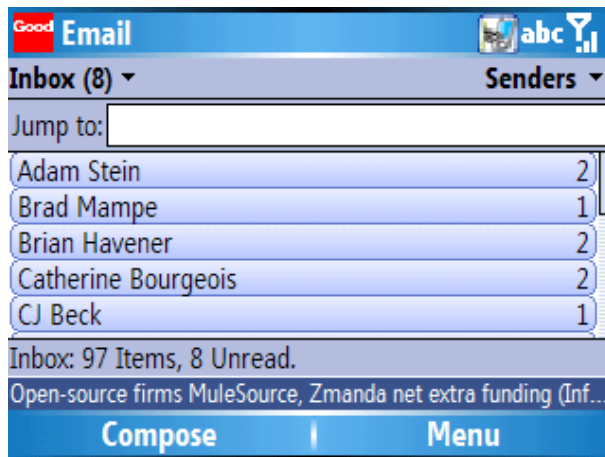 Good Email abc
Inbox (8) Senders
Jump to:
Adam Stein 2
Brad Mampe 1
Brian Havener 2
Catherine Bourgeois 2
CJ Beck 1
Inbox: 97 Items, 8 Unread.
Open-source firms MuleSource, Zmanda net extra funding (Inf...
Compose Menu